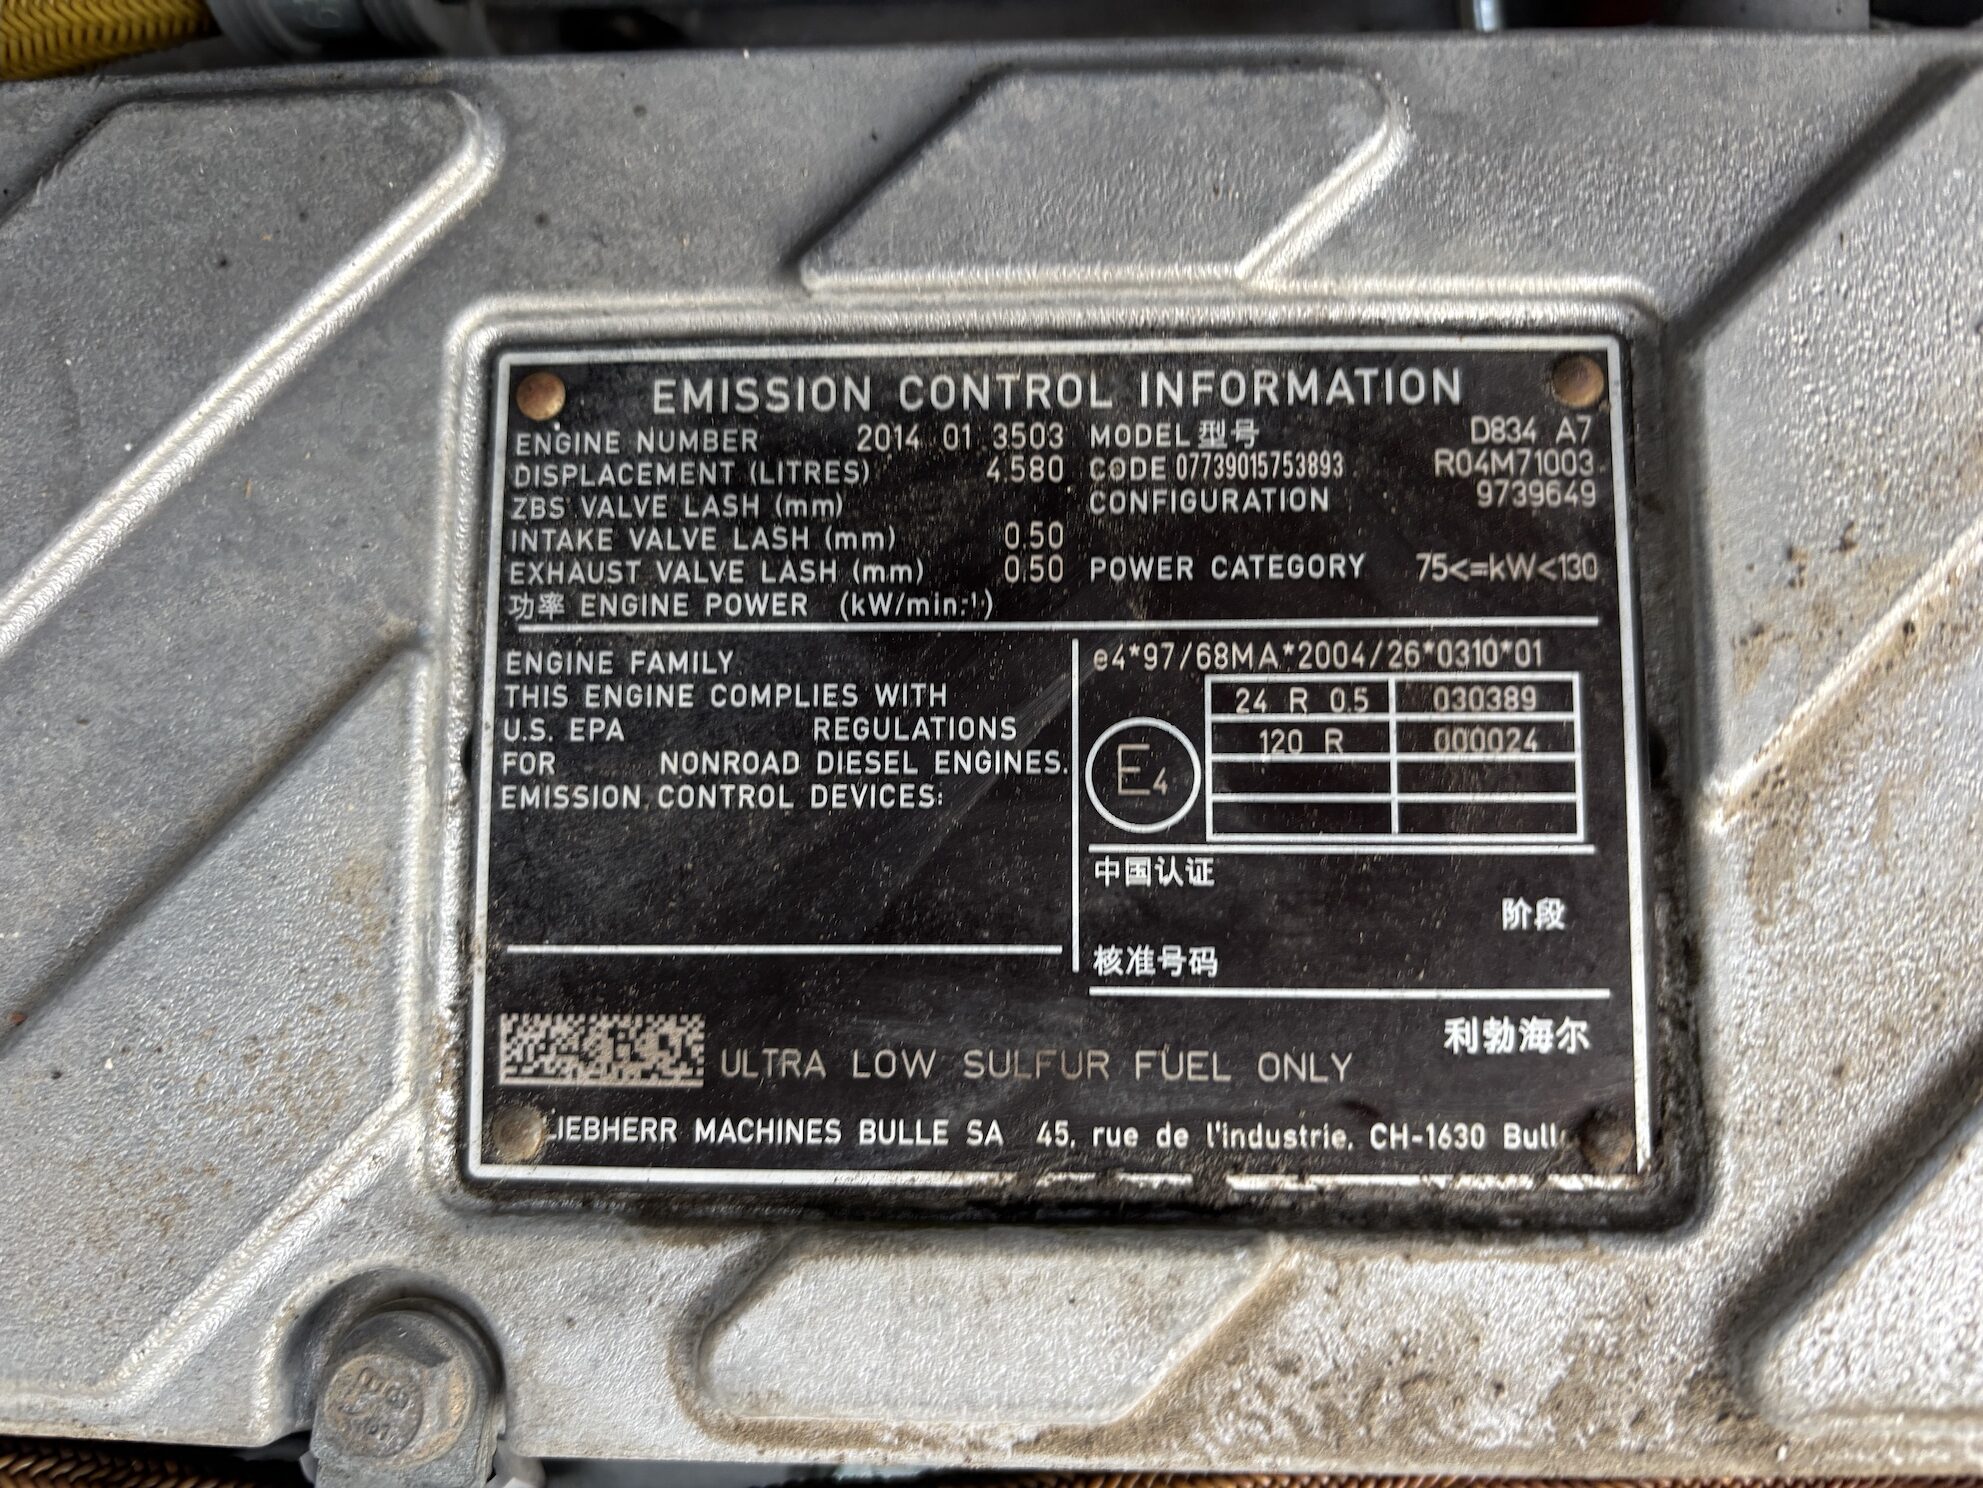 EMISSION CONTROL INFORMATION
ENGINE NUMBER 2014 01 3503
DISPLACEMENT (LITRES) 4.580
ZBS VALVE LASH (mm)
INTAKE VALVE LASH (mm) 0.50
EXHAUST VALVE LASH (mm) 0.50
功率 ENGINE POWER (kW/min.-¹)
MODEL 型号 D834 A7
CODE 07739015753893 R04M71003
CONFIGURATION 9739649
POWER CATEGORY 75<=kW<130
ENGINE FAMILY
THIS ENGINE COMPLIES WITH
U.S. EPA REGULATIONS
FOR NONROAD DIESEL ENGINES.
EMISSION CONTROL DEVICES:
e4*97/68MA*2004/26*0310*01
E4
24 R 0.5 030389
120 R 000024
中国认证
阶段
核准号码
利勃海尔
ULTRA LOW SULFUR FUEL ONLY
LIEBHERR MACHINES BULLE SA 45, rue de l'industrie, CH-1630 Bulle